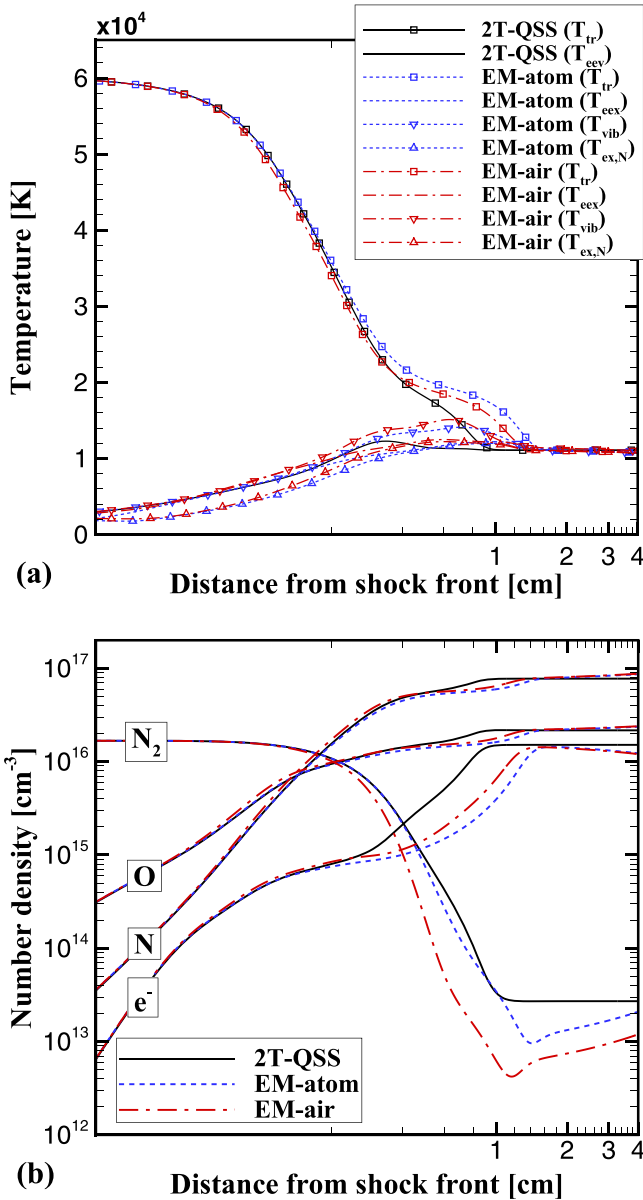 x10⁴
2T-QSS (T_tr)
2T-QSS (T_eev)
EM-atom (T_tr)
EM-atom (T_eex)
EM-atom (T_vib)
EM-atom (T_ex,N)
EM-air (T_tr)
EM-air (T_eex)
EM-air (T_vib)
EM-air (T_ex,N)
Temperature [K]
6
5
4
3
2
1
0
1
2
3
4
(a)
Distance from shock front [cm]
Number density [cm⁻³]
10¹⁷
10¹⁶
10¹⁵
10¹⁴
10¹³
10¹²
N₂
O
N
e⁻
2T-QSS
EM-atom
EM-air
1
2
3
4
(b)
Distance from shock front [cm]